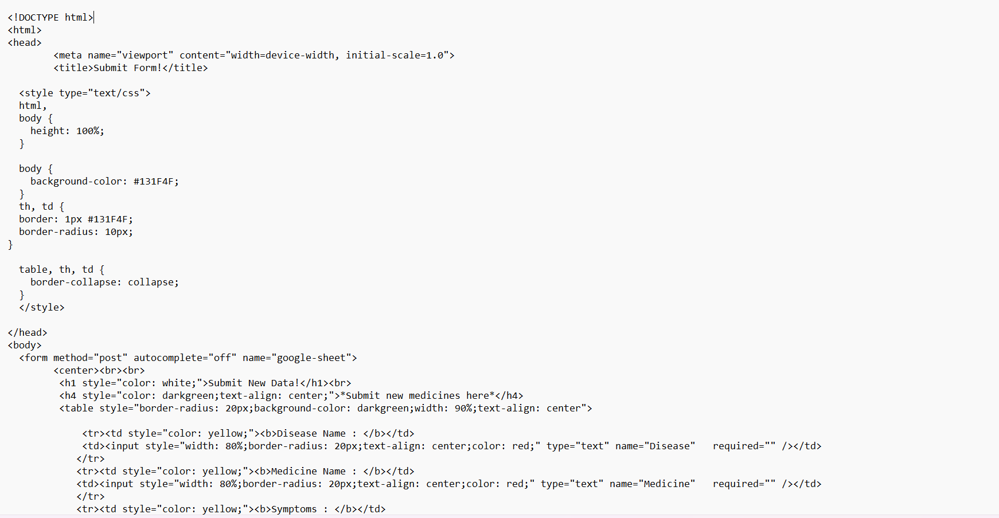 <!DOCTYPE html>
<html>
<head>
        <meta name="viewport" content="width=device-width, initial-scale=1.0">
        <title>Submit Form!</title>

  <style type="text/css">
  html,
  body {
    height: 100%;
  }

  body {
    background-color: #131F4F;
  }
  th, td {
  border: 1px #131F4F;
  border-radius: 10px;
}

  table, th, td {
    border-collapse: collapse;
  }
  </style>

</head>
<body>
  <form method="post" autocomplete="off" name="google-sheet">
        <center><br><br>
         <h1 style="color: white;">Submit New Data!</h1><br>
         <h4 style="color: darkgreen;text-align: center;">*Submit new medicines here*</h4>
         <table style="border-radius: 20px;background-color: darkgreen;width: 90%;text-align: center">

             <tr><td style="color: yellow;"><b>Disease Name : </b></td>
             <td><input style="width: 80%;border-radius: 20px;text-align: center;color: red;" type="text" name="Disease"   required="" /></td>
            </tr>
            <tr><td style="color: yellow;"><b>Medicine Name : </b></td>
            <td><input style="width: 80%;border-radius: 20px;text-align: center;color: red;" type="text" name="Medicine"   required="" /></td>
            </tr>
            <tr><td style="color: yellow;"><b>Symptoms : </b></td>